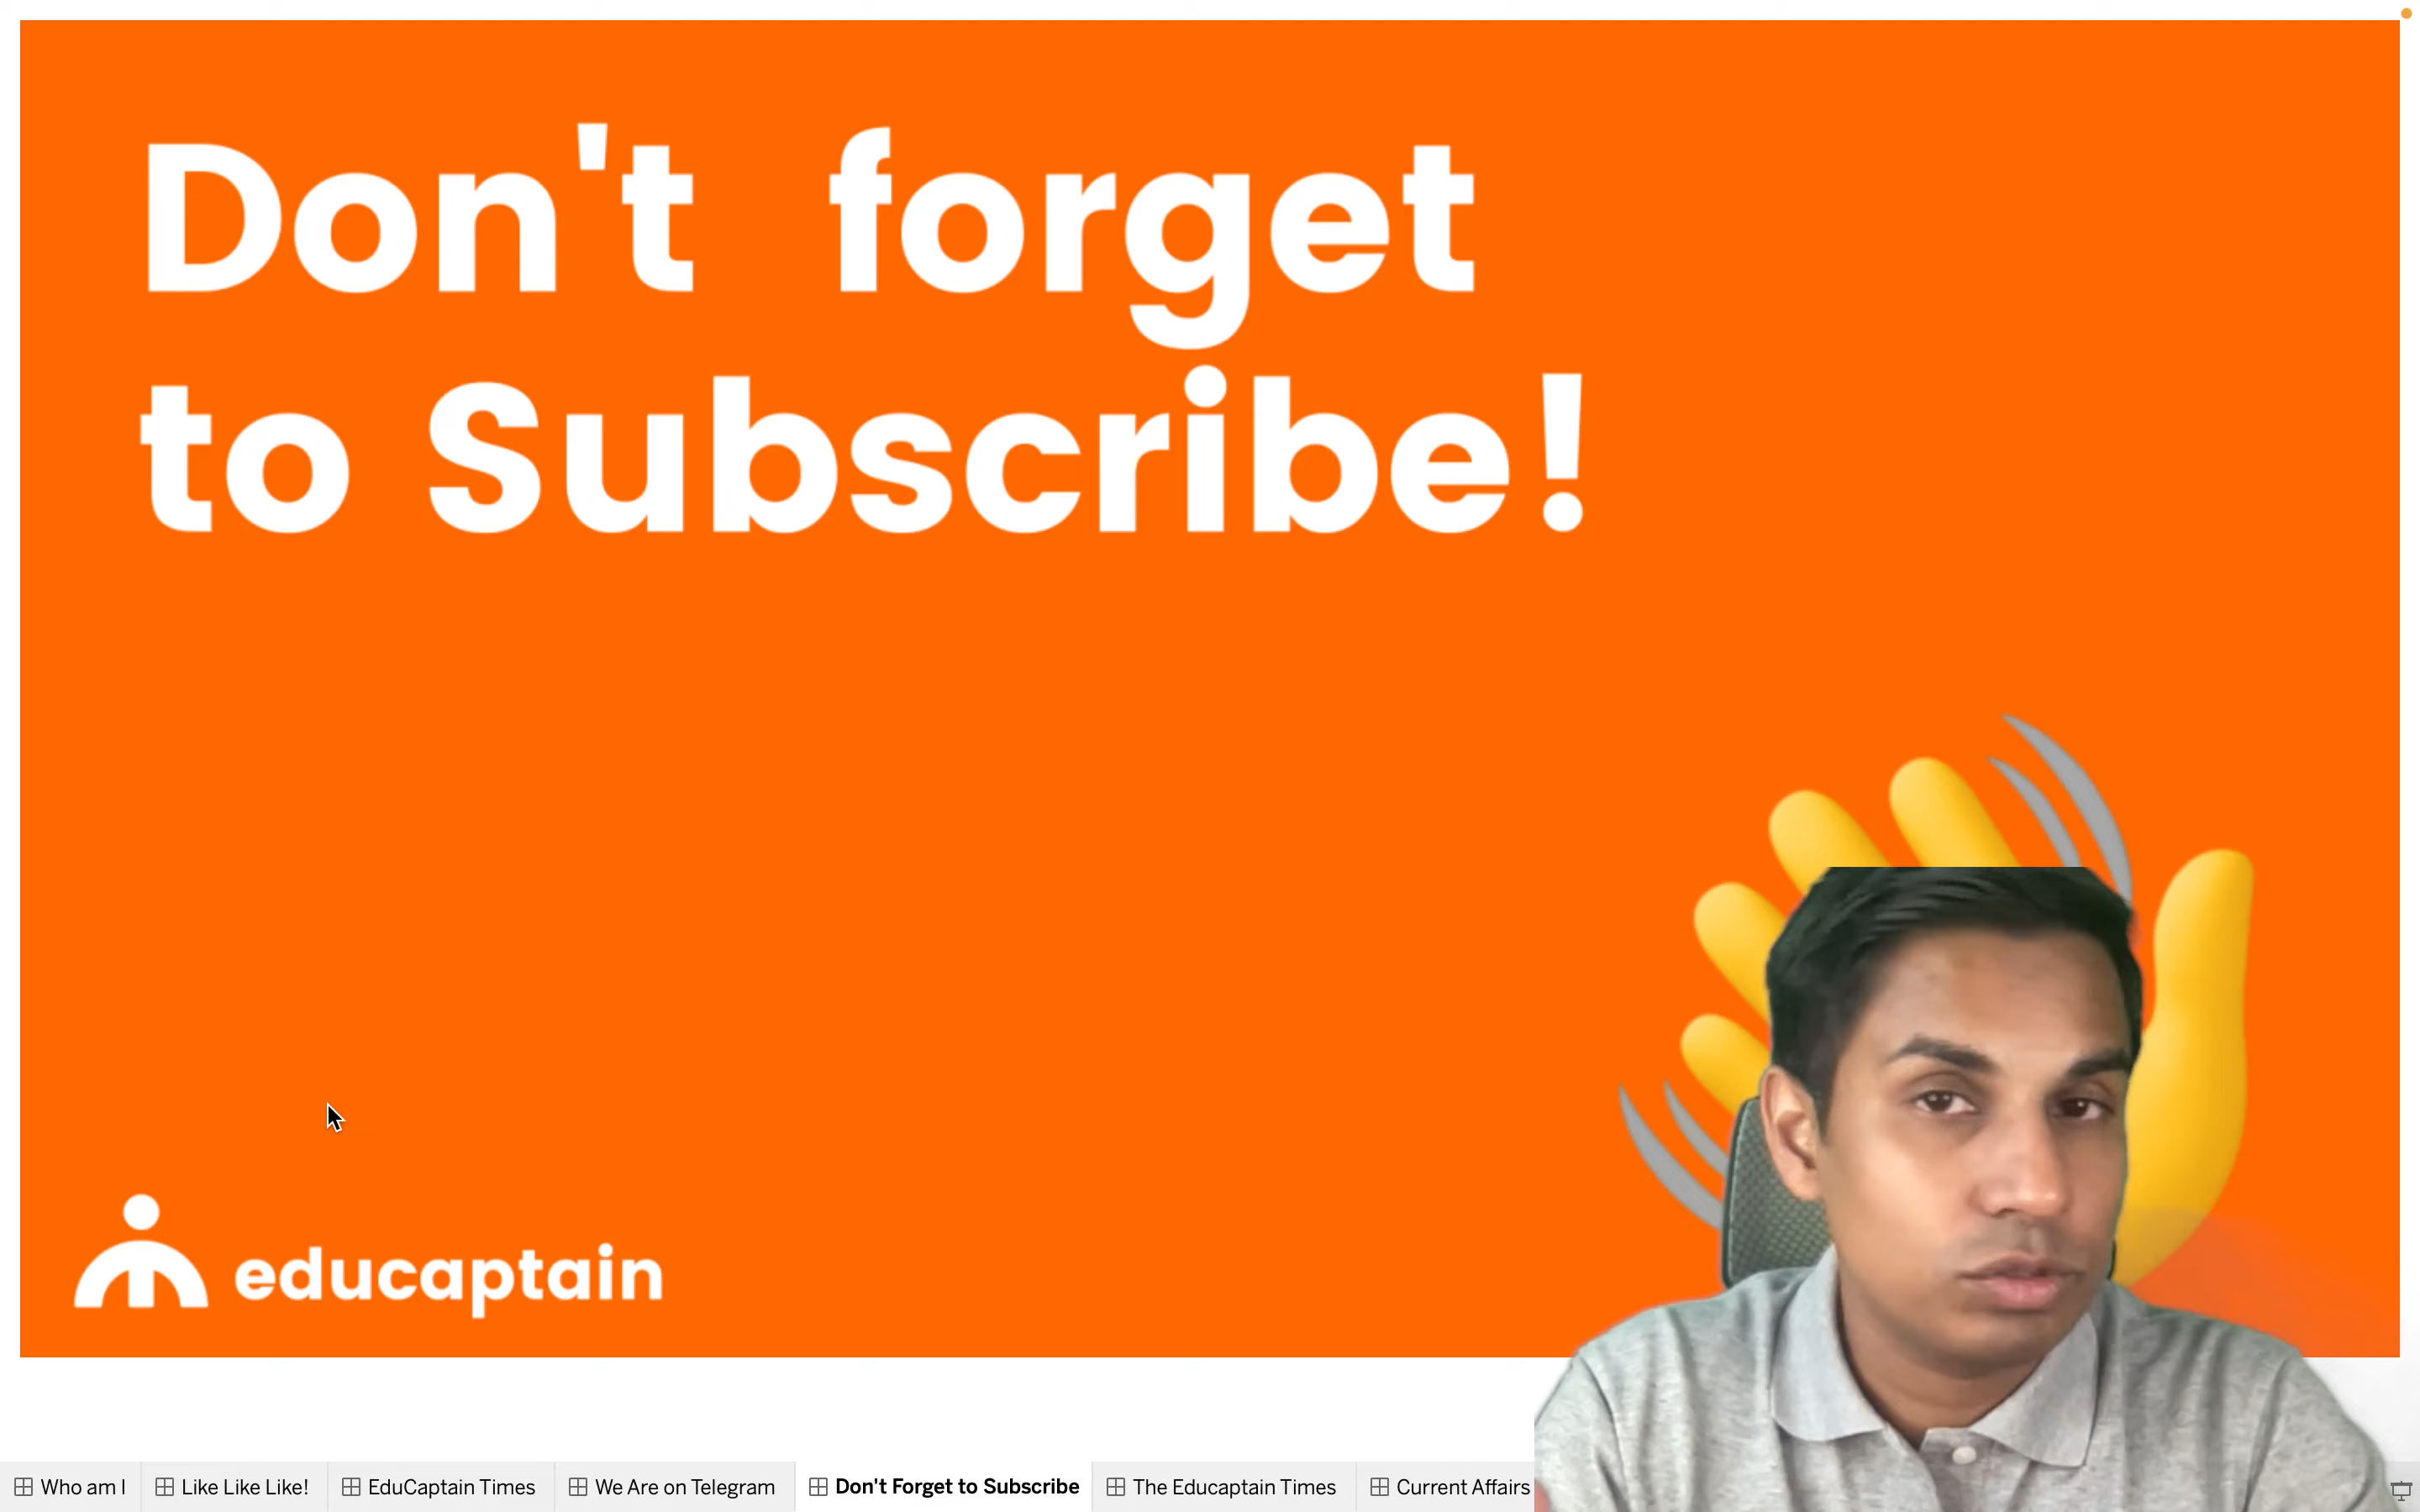 Don't forget
to Subscribe!
educaptain
Who am I
Like Like Like!
EduCaptain Times
We Are on Telegram
Don't Forget to Subscribe
The Educaptain Times
Current Affairs